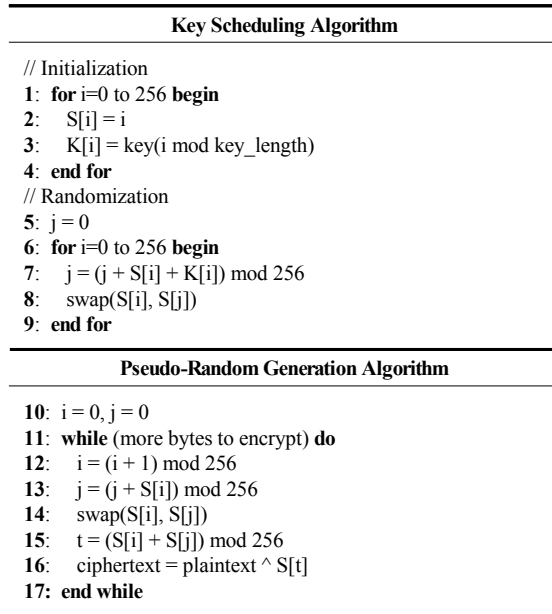 Key Scheduling Algorithm
// Initialization
1: for i=0 to 256 begin
2: S[i] = i
3: K[i] = key(i mod key_length)
4: end for
// Randomization
5: j = 0
6: for i=0 to 256 begin
7: j = (j + S[i] + K[i]) mod 256
8: swap(S[i], S[j])
9: end for
Pseudo-Random Generation Algorithm
10: i = 0, j = 0
11: while (more bytes to encrypt) do
12: i = (i + 1) mod 256
13: j = (j + S[i]) mod 256
14: swap(S[i], S[j])
15: t = (S[i] + S[j]) mod 256
16: ciphertext = plaintext ^ S[t]
17: end while